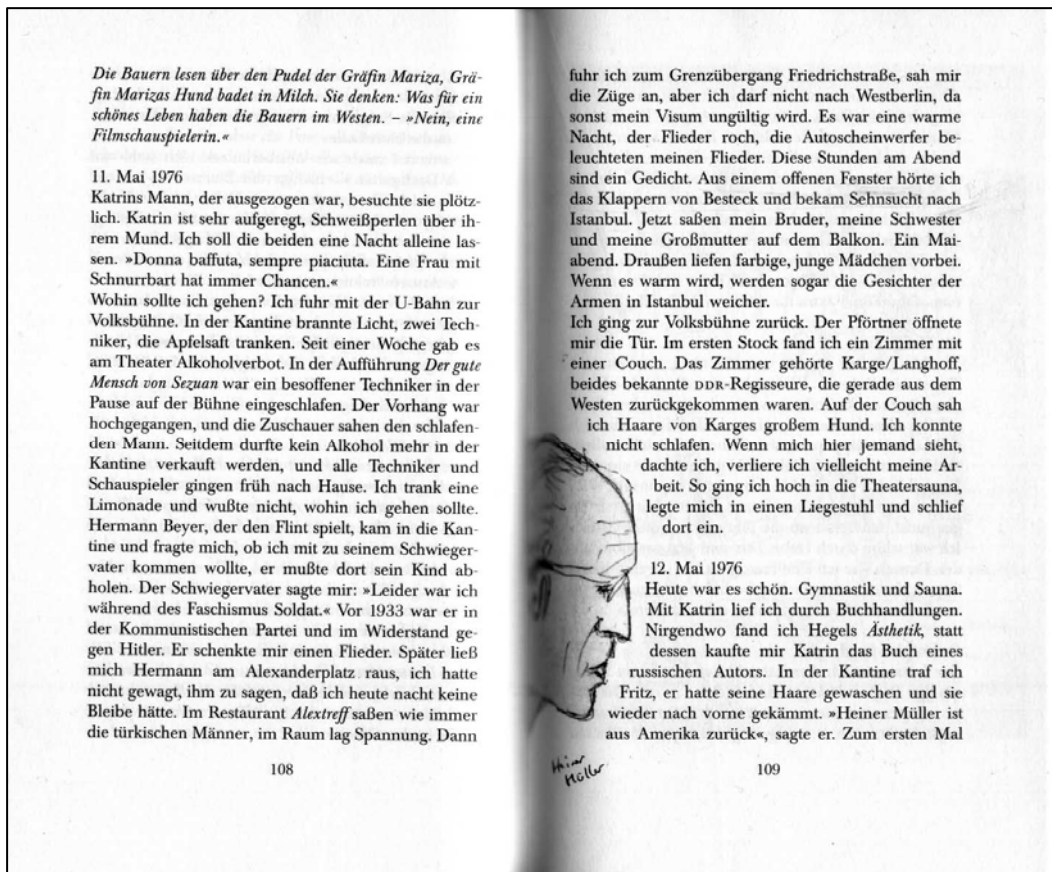 Die Bauern lesen über den Pudel der Gräfin Mariza, Grä-
fin Marizas Hund badet in Milch. Sie denken: Was für ein
schönes Leben haben die Bauern im Westen. – »Nein, eine
Filmschauspielerin.«
11. Mai 1976
Katrins Mann, der ausgezogen war, besuchte sie plötz-
lich. Katrin ist sehr aufgeregt, Schweißperlen über ih-
rem Mund. Ich soll die beiden eine Nacht alleine las-
sen. »Donna baffuta, sempre piaciuta. Eine Frau mit
Schnurrbart hat immer Chancen.«
Wohin sollte ich gehen? Ich fuhr mit der U-Bahn zur
Volksbühne. In der Kantine brannte Licht, zwei Tech-
niker, die Apfelsaft tranken. Seit einer Woche gab es
am Theater Alkoholverbot. In der Aufführung Der gute
Mensch von Sezuan war ein besoffener Techniker in der
Pause auf der Bühne eingeschlafen. Der Vorhang war
hochgegangen, und die Zuschauer sahen den schlafen-
den Mann. Seitdem durfte kein Alkohol mehr in der
Kantine verkauft werden, und alle Techniker und
Schauspieler gingen früh nach Hause. Ich trank eine
Limonade und wußte nicht, wohin ich gehen sollte.
Hermann Beyer, der den Flint spielt, kam in die Kan-
tine und fragte mich, ob ich mit zu seinem Schwieger-
vater kommen wollte, er mußte dort sein Kind ab-
holen. Der Schwiegervater sagte mir: »Leider war ich
während des Faschismus Soldat.« Vor 1933 war er in
der Kommunistischen Partei und im Widerstand ge-
gen Hitler. Er schenkte mir einen Flieder. Später ließ
mich Hermann am Alexanderplatz raus, ich hatte
nicht gewagt, ihm zu sagen, daß ich heute nacht keine
Bleibe hätte. Im Restaurant Alextreff saßen wie immer
die türkischen Männer, im Raum lag Spannung. Dann
108
fuhr ich zum Grenzübergang Friedrichstraße, sah mir
die Züge an, aber ich darf nicht nach Westberlin, da
sonst mein Visum ungültig wird. Es war eine warme
Nacht, der Flieder roch, die Autoscheinwerfer be-
leuchteten meinen Flieder. Diese Stunden am Abend
sind ein Gedicht. Aus einem offenen Fenster hörte ich
das Klappern von Besteck und bekam Sehnsucht nach
Istanbul. Jetzt saßen mein Bruder, meine Schwester
und meine Großmutter auf dem Balkon. Ein Mai-
abend. Draußen liefen farbige, junge Mädchen vorbei.
Wenn es warm wird, werden sogar die Gesichter der
Armen in Istanbul weicher.
Ich ging zur Volksbühne zurück. Der Pförtner öffnete
mir die Tür. Im ersten Stock fand ich ein Zimmer mit
einer Couch. Das Zimmer gehörte Karge/Langhoff,
beides bekannte DDR-Regisseure, die gerade aus dem
Westen zurückgekommen waren. Auf der Couch sah
ich Haare von Karges großem Hund. Ich konnte
nicht schlafen. Wenn mich hier jemand sieht,
dachte ich, verliere ich vielleicht meine Ar-
beit. So ging ich hoch in die Theatersauna,
legte mich in einen Liegestuhl und schlief
dort ein.
12. Mai 1976
Heute war es schön. Gymnastik und Sauna.
Mit Katrin lief ich durch Buchhandlungen.
Nirgendwo fand ich Hegels Ästhetik, statt
dessen kaufte mir Katrin das Buch eines
russischen Autors. In der Kantine traf ich
Fritz, er hatte seine Haare gewaschen und sie
wieder nach vorne gekämmt. »Heiner Müller ist
aus Amerika zurück«, sagte er. Zum ersten Mal
Heiner
Müller
109